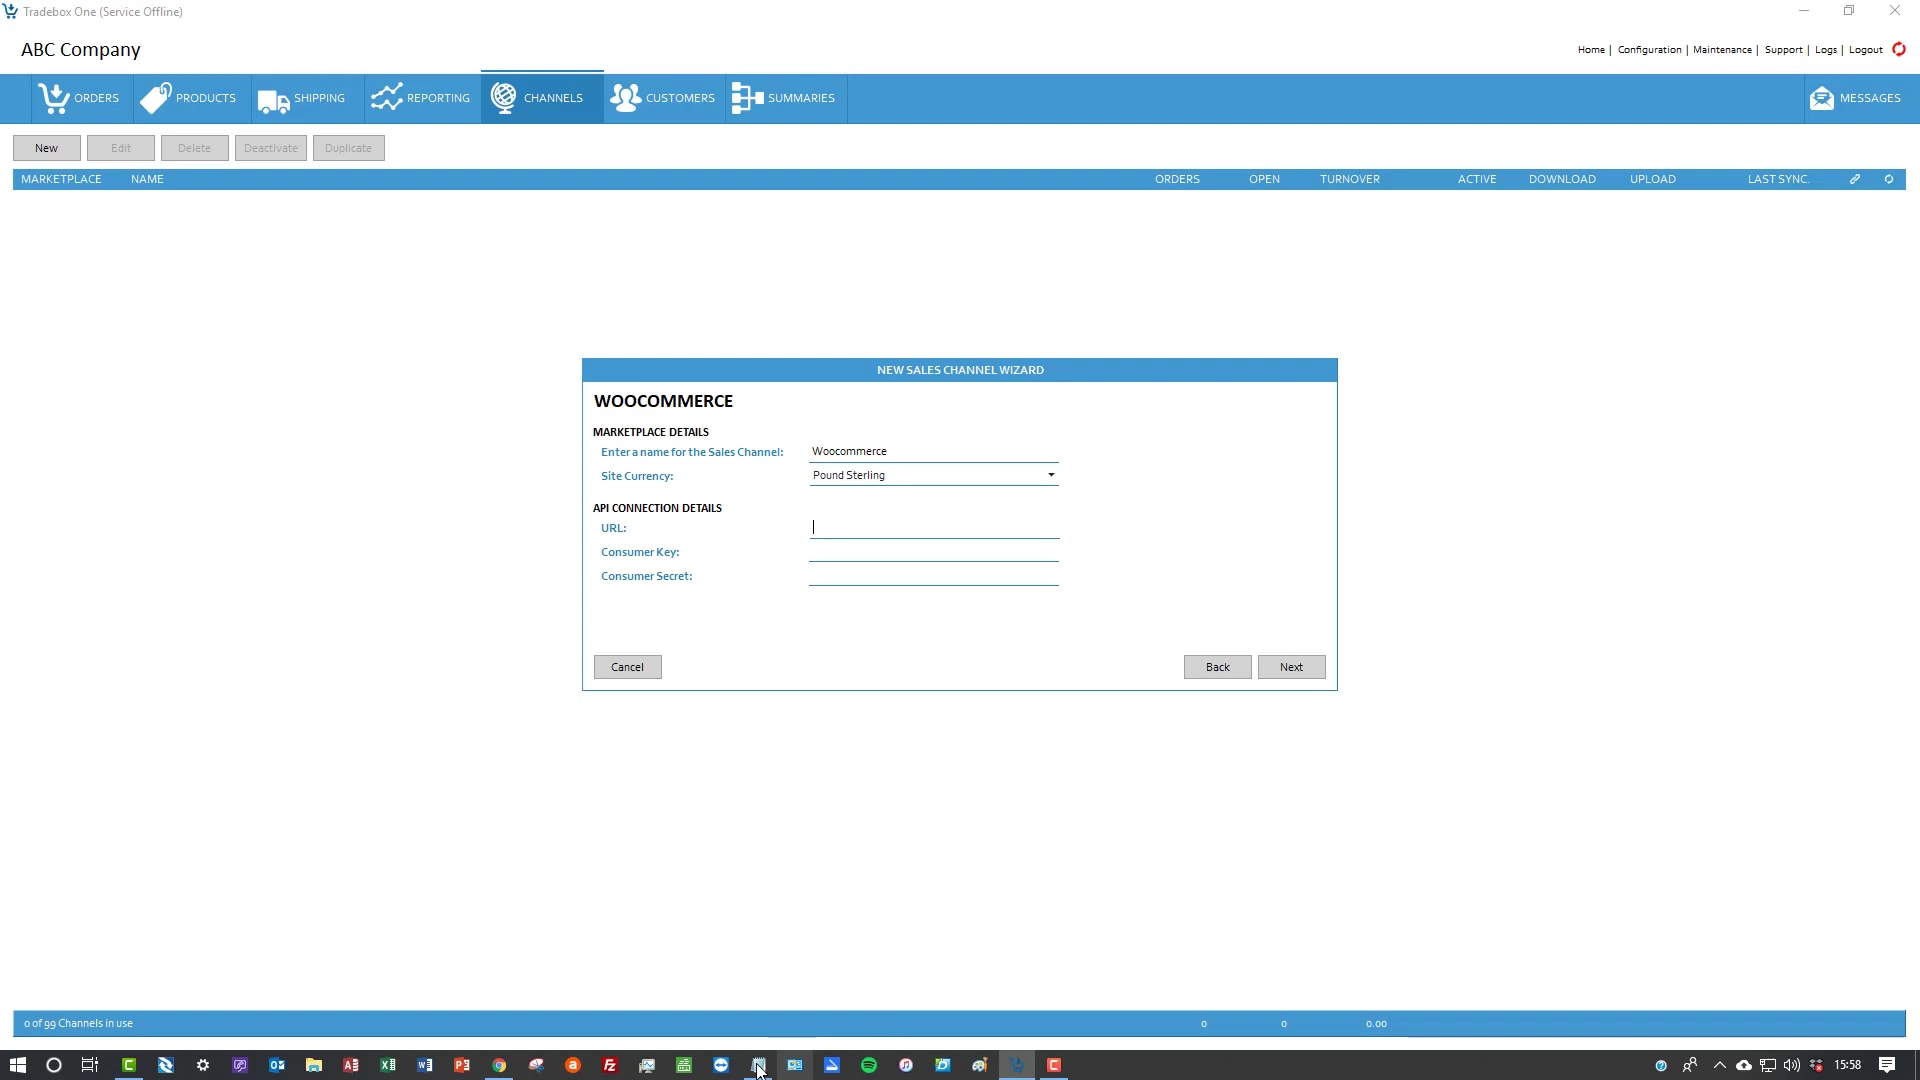 Tradebox One (Service Offline)
ABC Company
Home | Configuration | Maintenance | Support | Logs | Logout
ORDERS PRODUCTS SHIPPING REPORTING CHANNELS CUSTOMERS SUMMARIES MESSAGES
New Edit Delete Deactivate Duplicate
MARKETPLACE NAME ORDERS OPEN TURNOVER ACTIVE DOWNLOAD UPLOAD LAST SYNC.
NEW SALES CHANNEL WIZARD
WOOCOMMERCE
MARKETPLACE DETAILS
Enter a name for the Sales Channel: Woocommerce
Site Currency: Pound Sterling
API CONNECTION DETAILS
URL:
Consumer Key:
Consumer Secret:
Cancel Back Next
0 of 99 Channels in use 0 0 0.00
15:58